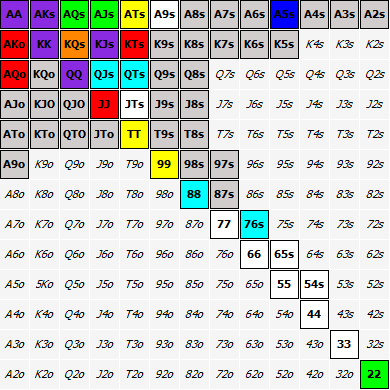 AA AKs AQs AJs ATs A9s A8s A7s A6s A5s A4s A3s A2s
AKo KK KQs KJs KTs K9s K8s K7s K6s K5s K4s K3s K2s
AQo KQo QQ QJs QTs Q9s Q8s Q7s Q6s Q5s Q4s Q3s Q2s
AJo KJO QJO JJ JTs J9s J8s J7s J6s J5s J4s J3s J2s
ATo KTo QTO JTo TT T9s T8s T7s T6s T5s T4s T3s T2s
A9o K9o Q9o J9o T9o 99 98s 97s 96s 95s 94s 93s 92s
A8o K8o Q8o J8o T8o 98o 88 87s 86s 85s 84s 83s 82s
A7o K7o Q7o J7o T7o 97o 87o 77 76s 75s 74s 73s 72s
A6o K6o Q6o J6o T6o 96o 86o 76o 66 65s 64s 63s 62s
A5o 5Ko Q5o J5o T5o 95o 85o 75o 65o 55 54s 53s 52s
A4o K4o Q4o J4o T4o 94o 84o 74o 64o 54o 44 43s 42s
A3o K3o Q3o J3o T3o 93o 83o 73o 63o 53o 43o 33 32s
A2o K2o Q2o J2o T2o 92o 82o 72o 62o 52o 42o 32o 22